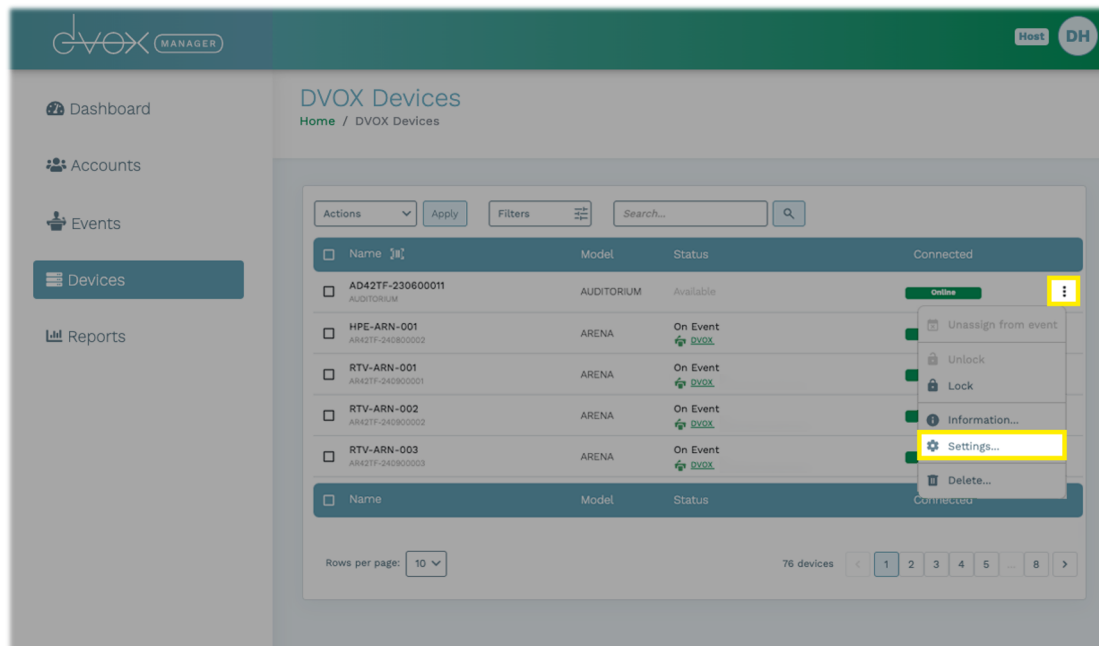 dvox MANAGER
Host DH
Dashboard
Accounts
Events
Devices
Reports
DVOX Devices
Home / DVOX Devices
Actions Apply Filters Search...
Name Model Status Connected
AD42TF-230600011 AUDITORIUM Available Online
AUDITORIUM
HPE-ARN-001 ARENA On Event
AR42TF-240800002 DVOX
RTV-ARN-001 ARENA On Event
AR42TF-240900001 DVOX
RTV-ARN-002 ARENA On Event
AR42TF-240900002 DVOX
RTV-ARN-003 ARENA On Event
AR42TF-240900003 DVOX
Unassign from event
Unlock
Lock
Information...
Settings...
Delete...
Name Model Status Connected
Rows per page: 10 76 devices < 1 2 3 4 5 ... 8 >